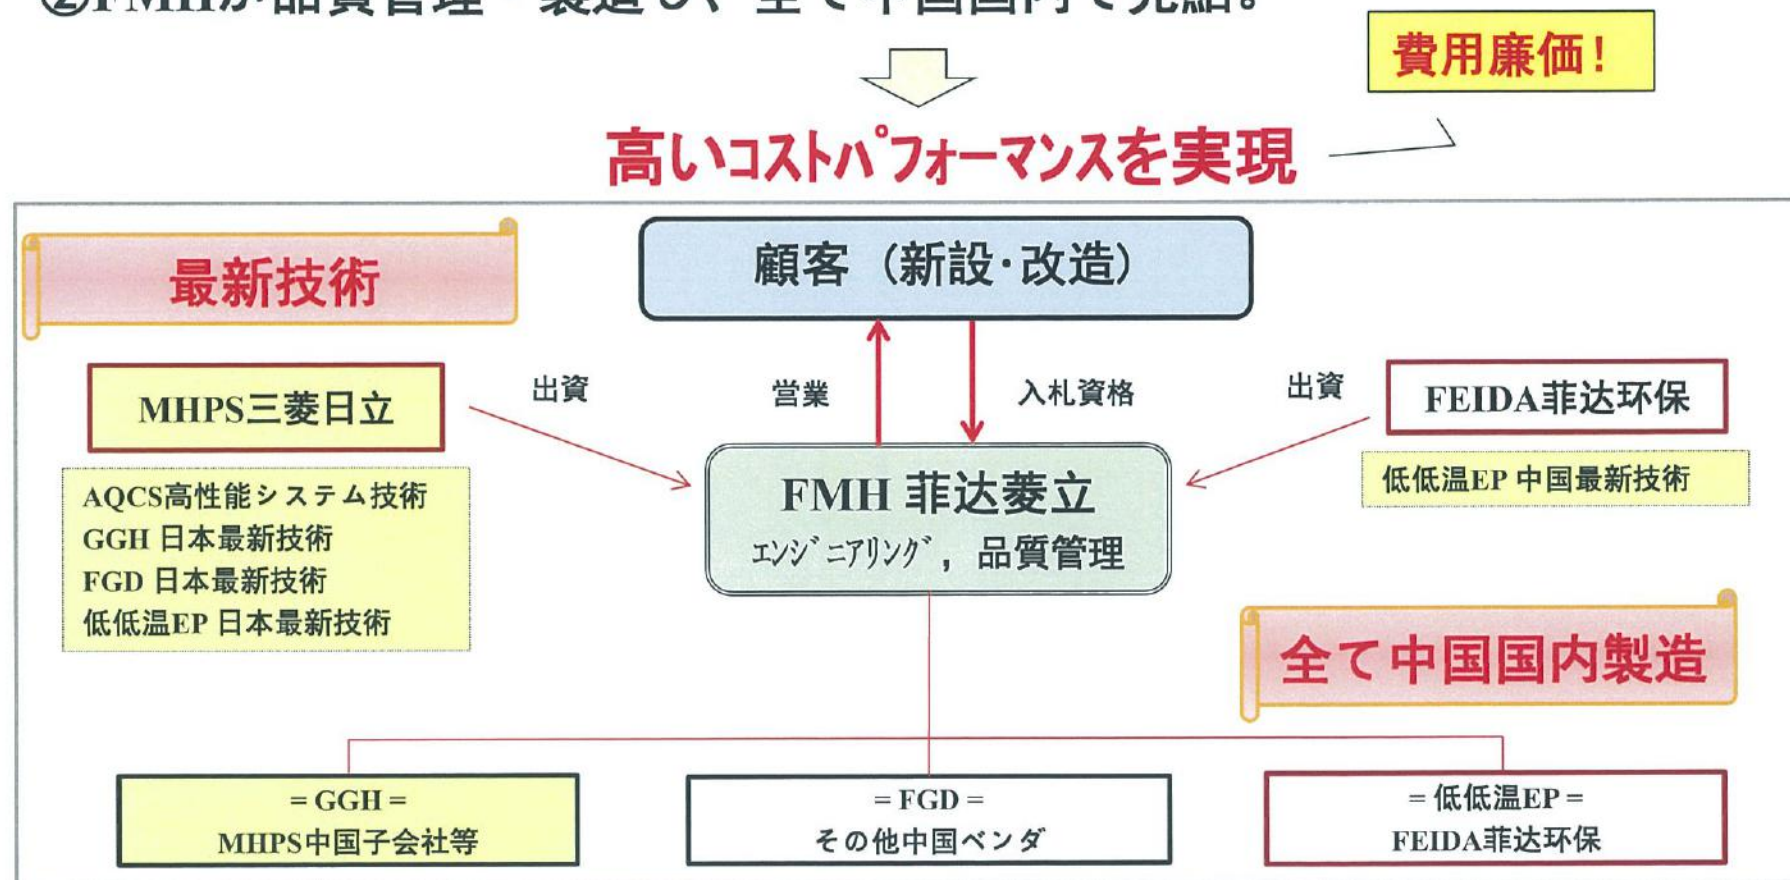 費用廉価!
高いコストパフォーマンスを実現
最新技術
顧客（新設・改造）
MHPS三菱日立
出資
営業
入札資格
出資
FEIDA菲达环保
AQCS高性能システム技術
GGH 日本最新技術
FGD 日本最新技術
低低温EP 日本最新技術
FMH 菲达菱立
エンジニアリング, 品質管理
低低温EP 中国最新技術
全て中国国内製造
= GGH =
MHPS中国子会社等
= FGD =
その他中国ベンダ
= 低低温EP =
FEIDA菲达环保